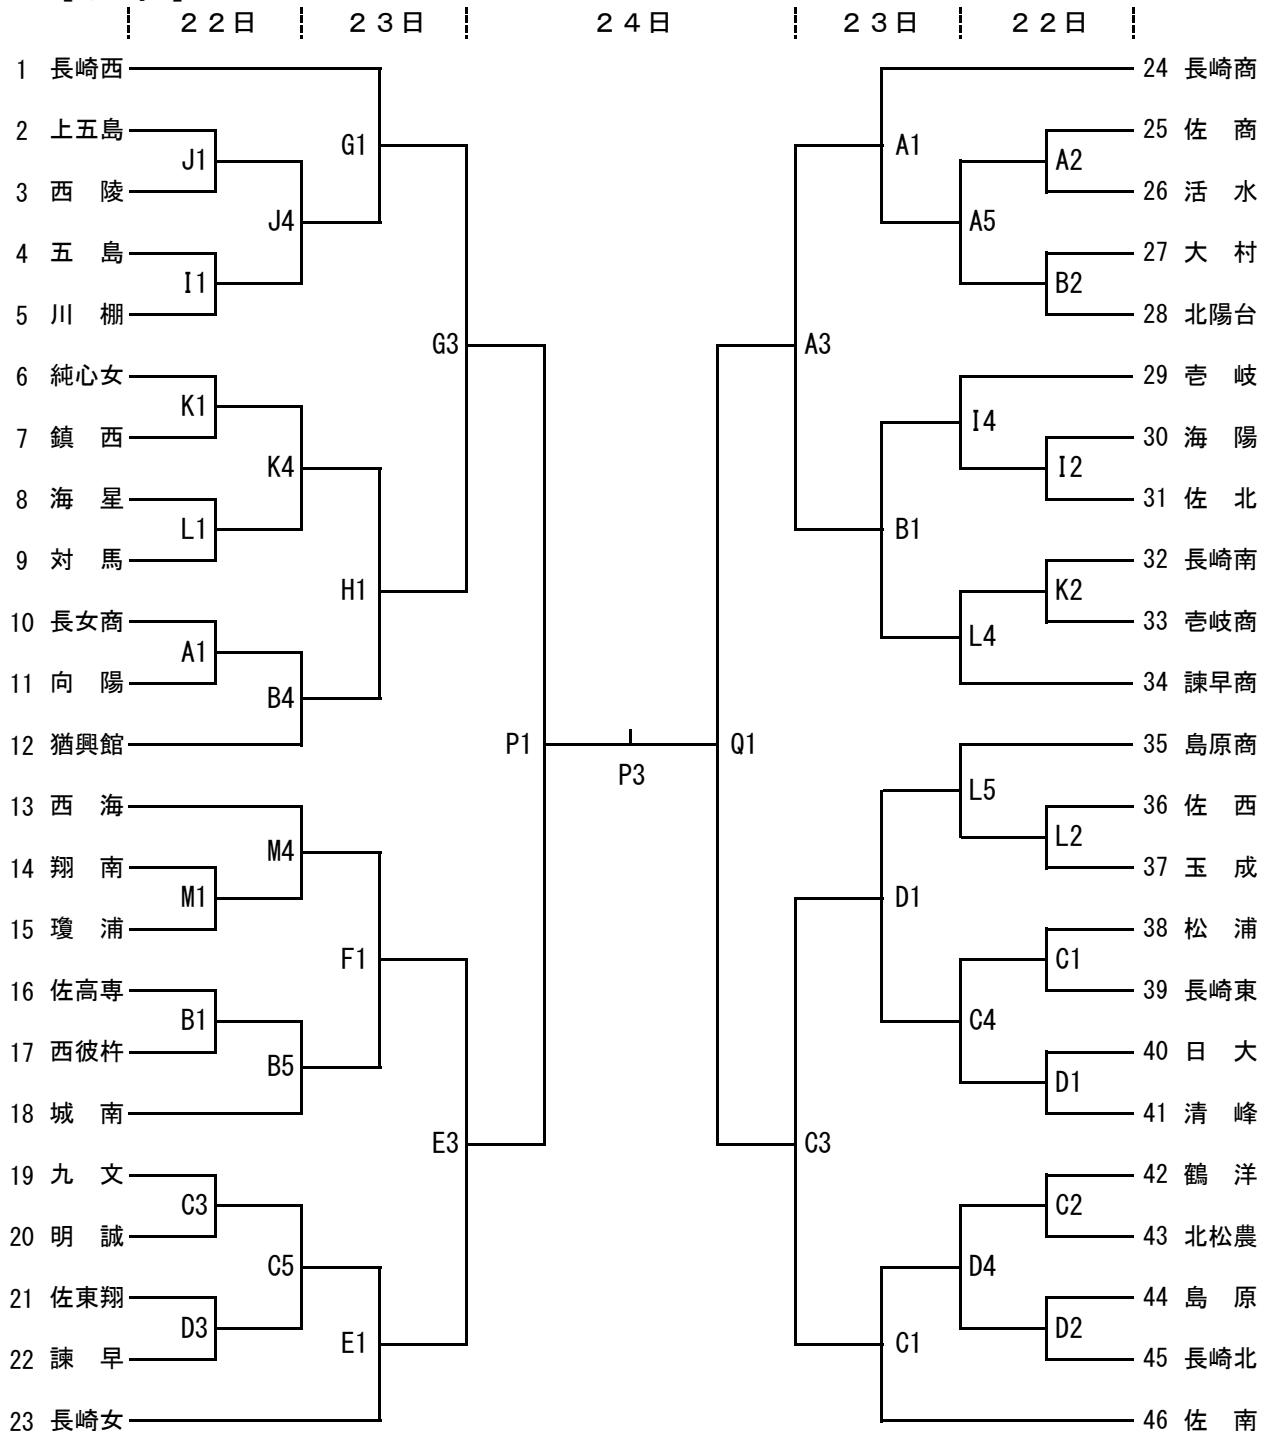 ２２日 ２３日 ２４日 ２３日 ２２日
1 長崎西 24 長崎商
2 上五島 G1 A1 25 佐 商
J1 A2
3 西 陵 26 活 水
J4 A5
4 五 島 27 大 村
I1 B2
5 川 棚 28 北陽台
G3 A3
6 純心女 29 壱 岐
K1 I4
7 鎮 西 30 海 陽
K4 I2
8 海 星 31 佐 北
L1 B1
9 対 馬 32 長崎南
H1 K2
10 長女商 33 壱岐商
A1 L4
11 向 陽 34 諫早商
B4
12 猶興館 P1 Q1 35 島原商
P3
13 西 海 L5 36 佐 西
M4 L2
14 翔 南 37 玉 成
M1 D1
15 瓊 浦 38 松 浦
F1 C1
16 佐高専 39 長崎東
B1 C4
17 西彼杵 40 日 大
B5 D1
18 城 南 41 清 峰
E3 C3
19 九 文 42 鶴 洋
C3 C2
20 明 誠 43 北松農
C5 D4
21 佐東翔 44 島 原
D3 E1 C1 D2
22 諫 早 45 長崎北
23 長崎女 46 佐 南